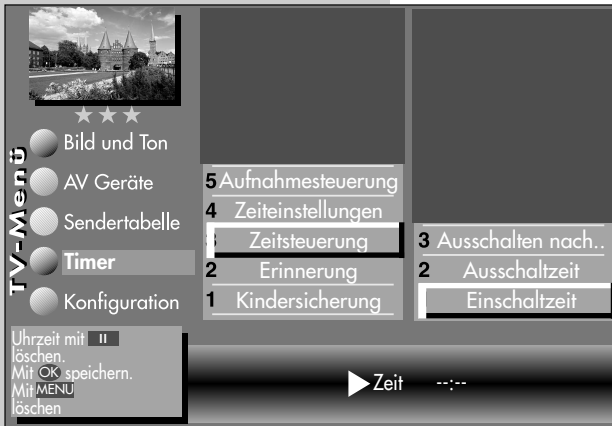 TV-Menü
Bild und Ton
AV Geräte
Sendertabelle
Timer
Konfiguration
5 Aufnahmesteuerung
4 Zeiteinstellungen
3 Zeitsteuerung
2 Erinnerung
1 Kindersicherung
3 Ausschalten nach..
2 Ausschaltzeit
Einschaltzeit
Uhrzeit mit II
löschen.
Mit OK speichern.
Mit MENU
löschen
Zeit --:--